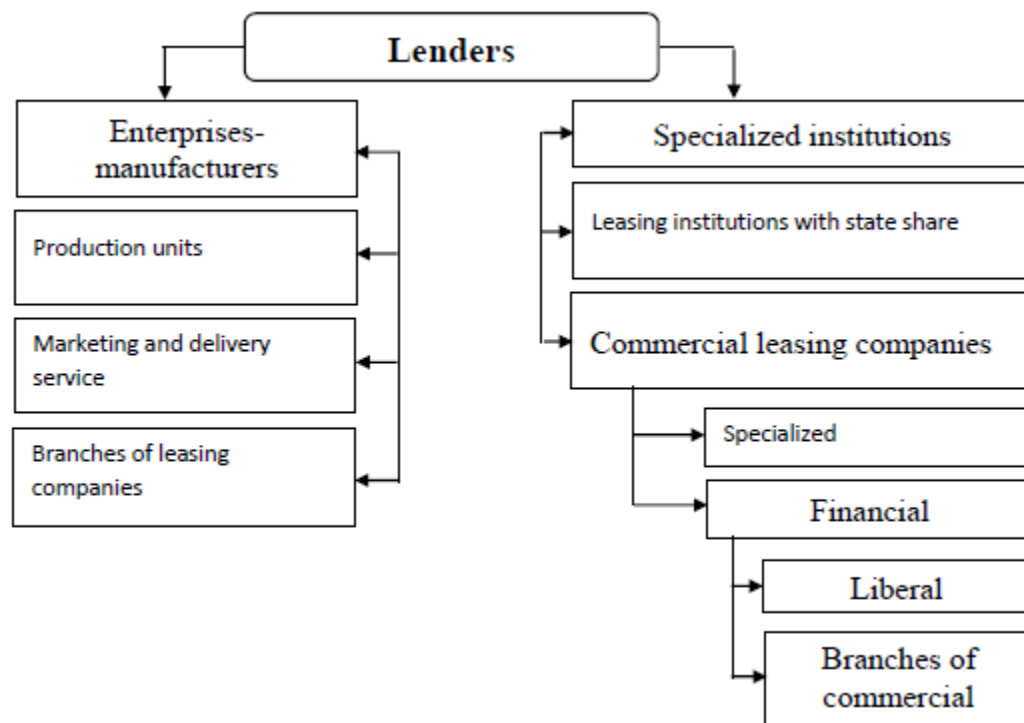 Lenders
Enterprises-
manufacturers
Production units
Marketing and delivery
service
Branches of leasing
companies
Specialized institutions
Leasing institutions with state share
Commercial leasing companies
Specialized
Financial
Liberal
Branches of
commercial